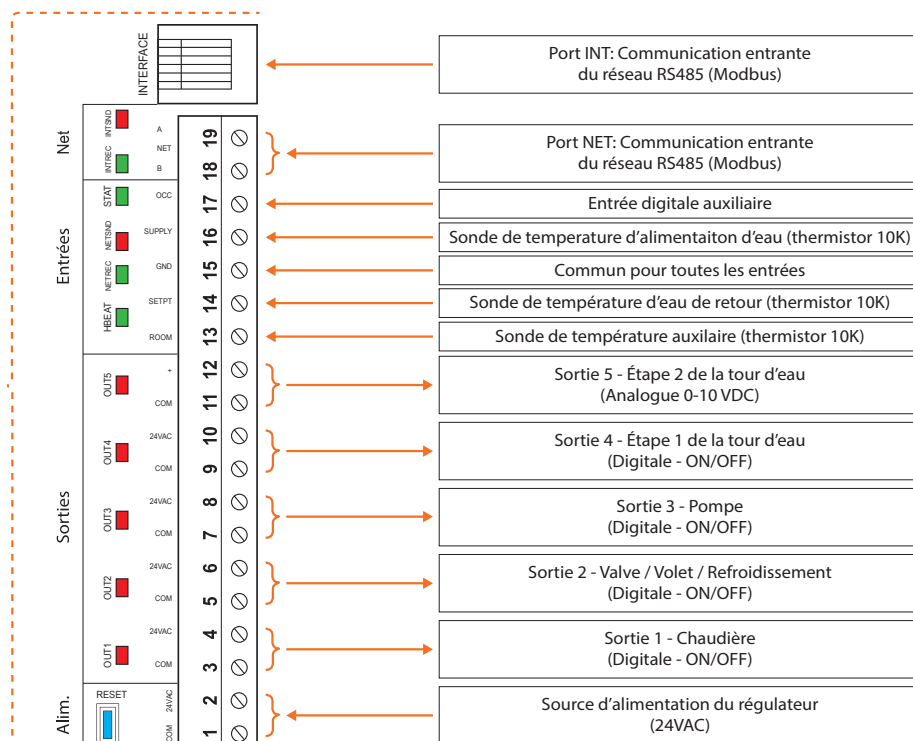 INTERFACE
Port INT: Communication entrante
du réseau RS485 (Modbus)
Net
INTSND
INTREC
A
NET
B
19
18
Port NET: Communication entrante
du réseau RS485 (Modbus)
Entrées
STAT
OCC
17
Entrée digitale auxiliaire
NETSND
SUPPLY
16
Sonde de temperature d’alimentaiton d’eau (thermistor 10K)
NETREC
GND
15
Commun pour toutes les entrées
HBEAT
SETPT
14
Sonde de température d’eau de retour (thermistor 10K)
ROOM
13
Sonde de température auxilaire (thermistor 10K)
Sorties
OUT5
+
COM
12
11
Sortie 5 - Étape 2 de la tour d’eau
(Analogue 0-10 VDC)
OUT4
24VAC
COM
10
9
Sortie 4 - Étape 1 de la tour d’eau
(Digitale - ON/OFF)
OUT3
24VAC
COM
8
7
Sortie 3 - Pompe
(Digitale - ON/OFF)
OUT2
24VAC
COM
6
5
Sortie 2 - Valve / Volet / Refroidissement
(Digitale - ON/OFF)
OUT1
24VAC
COM
4
3
Sortie 1 - Chaudière
(Digitale - ON/OFF)
Alim.
RESET
24VAC
COM
2
1
Source d’alimentation du régulateur
(24VAC)